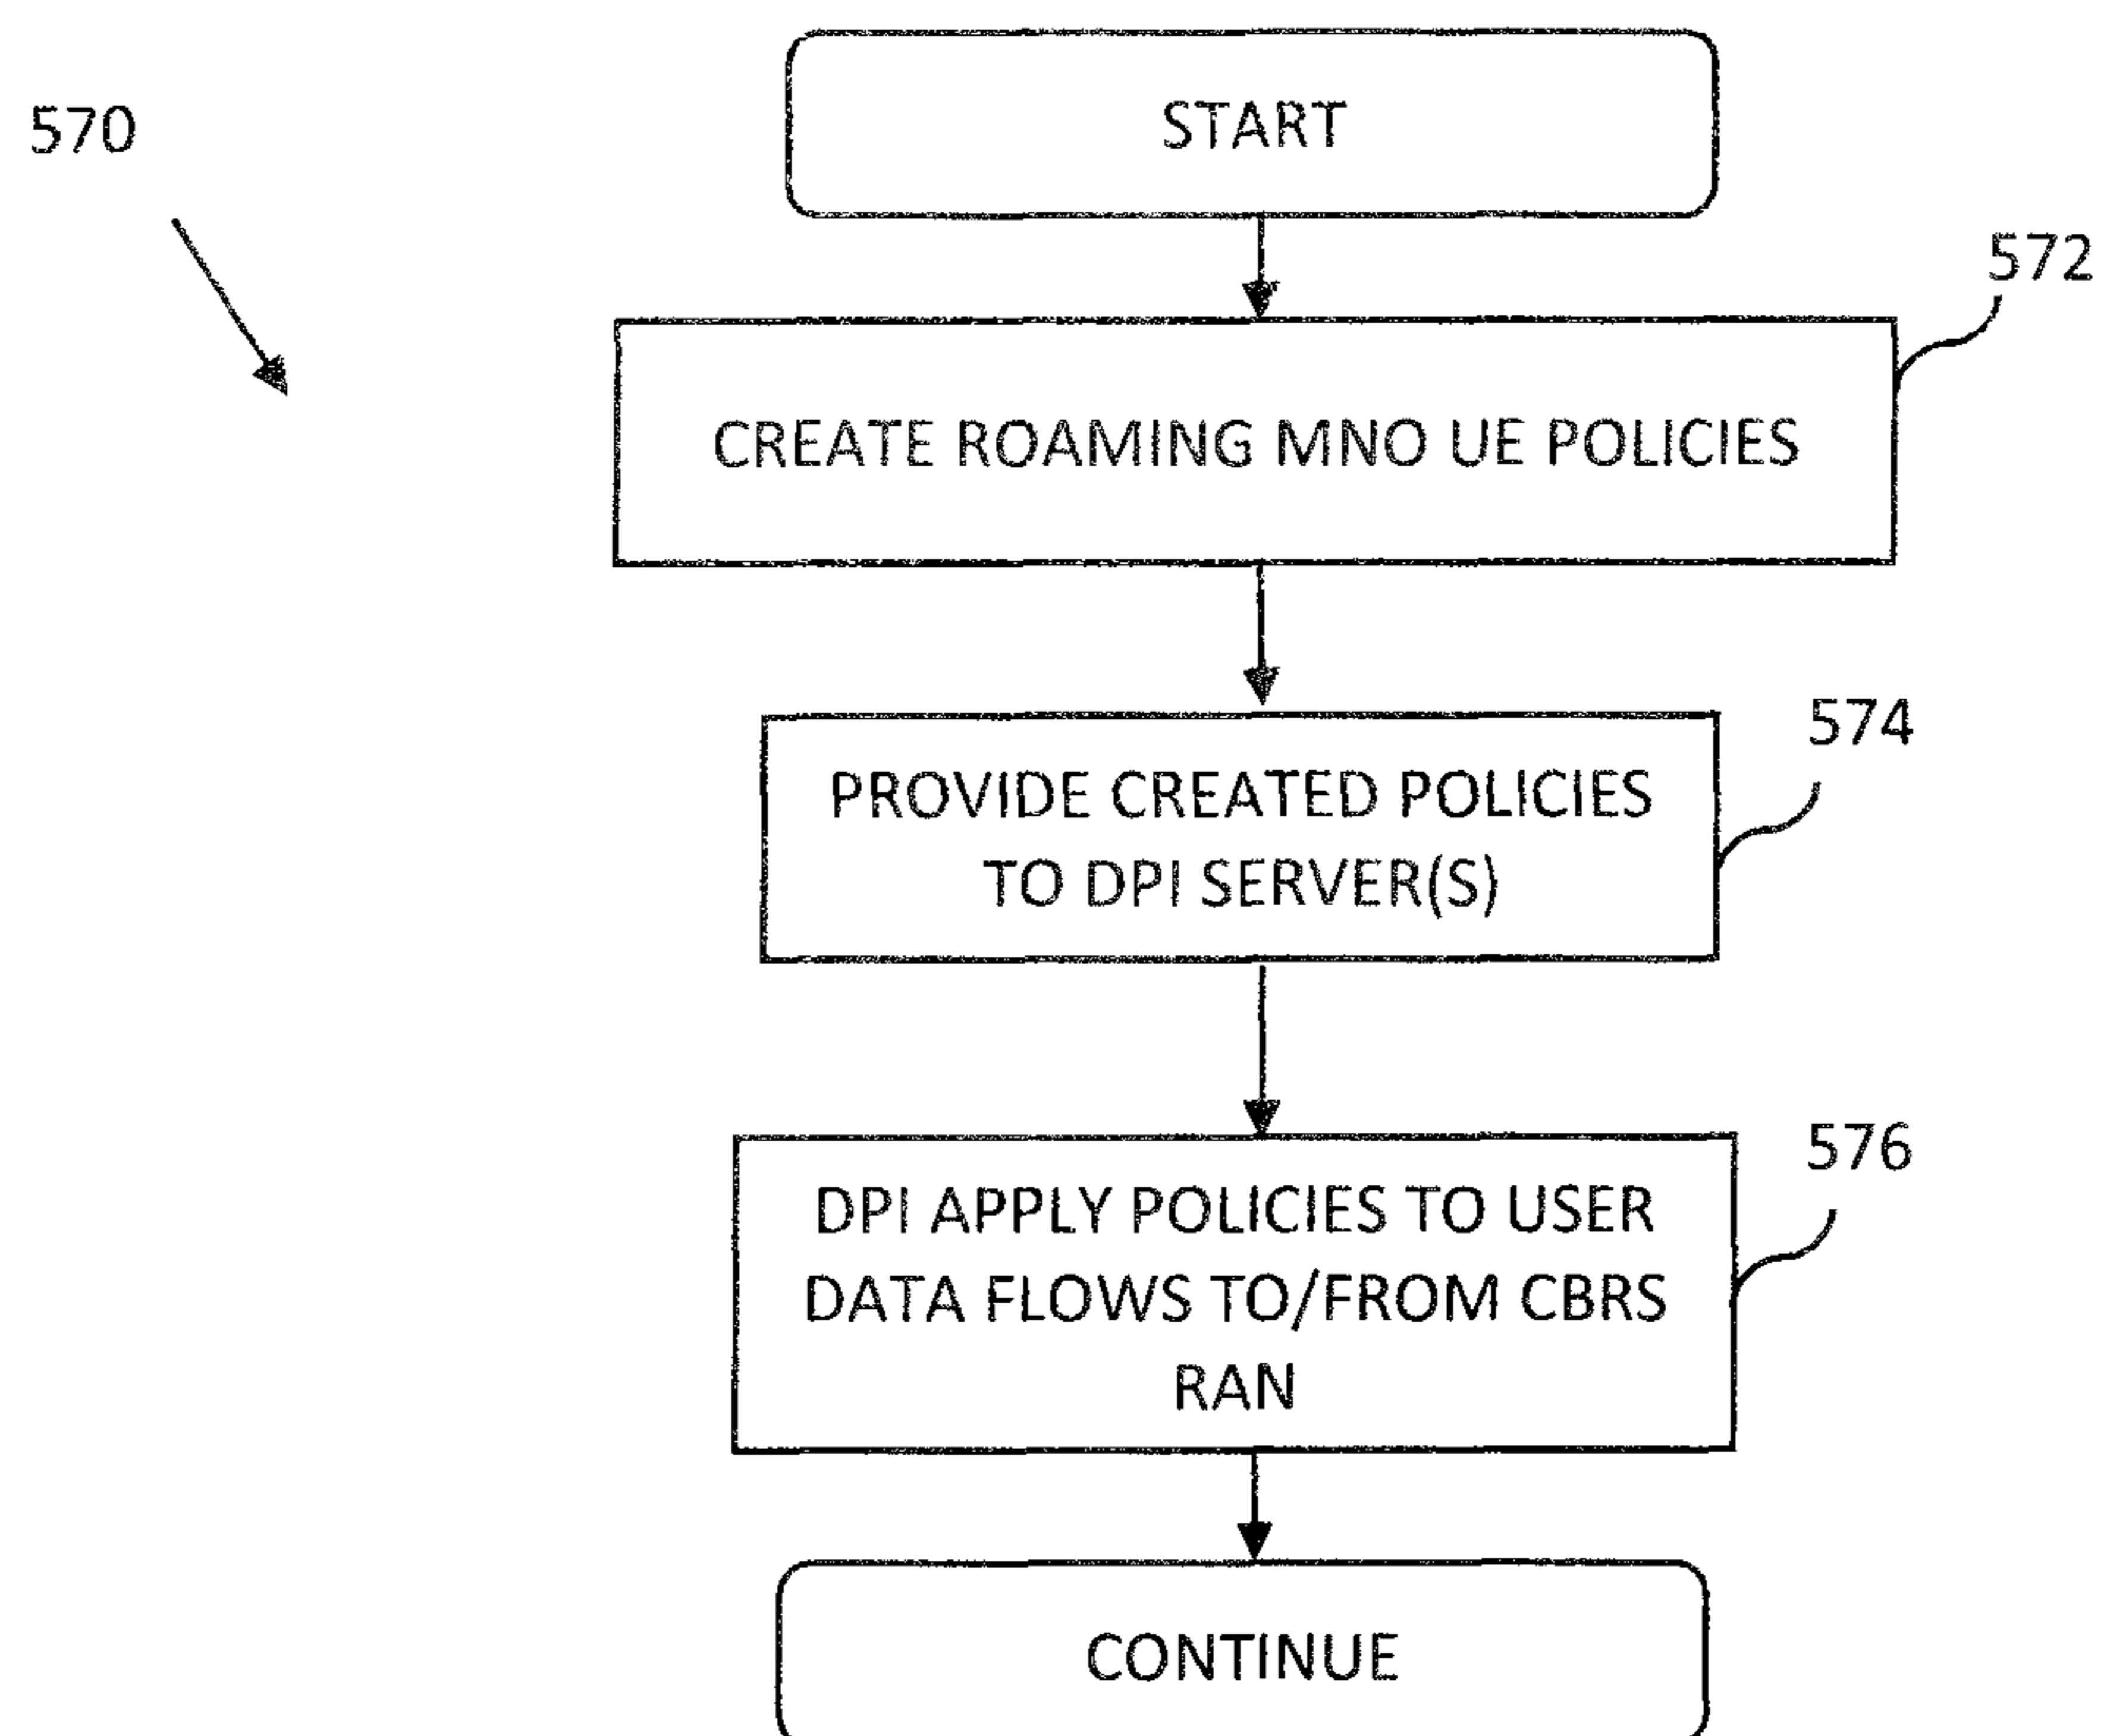 570
START
572
CREATE ROAMING MNO UE POLICIES
574
PROVIDE CREATED POLICIES
TO DPI SERVER(S)
576
DPI APPLY POLICIES TO USER
DATA FLOWS TO/FROM CBRS
RAN
CONTINUE